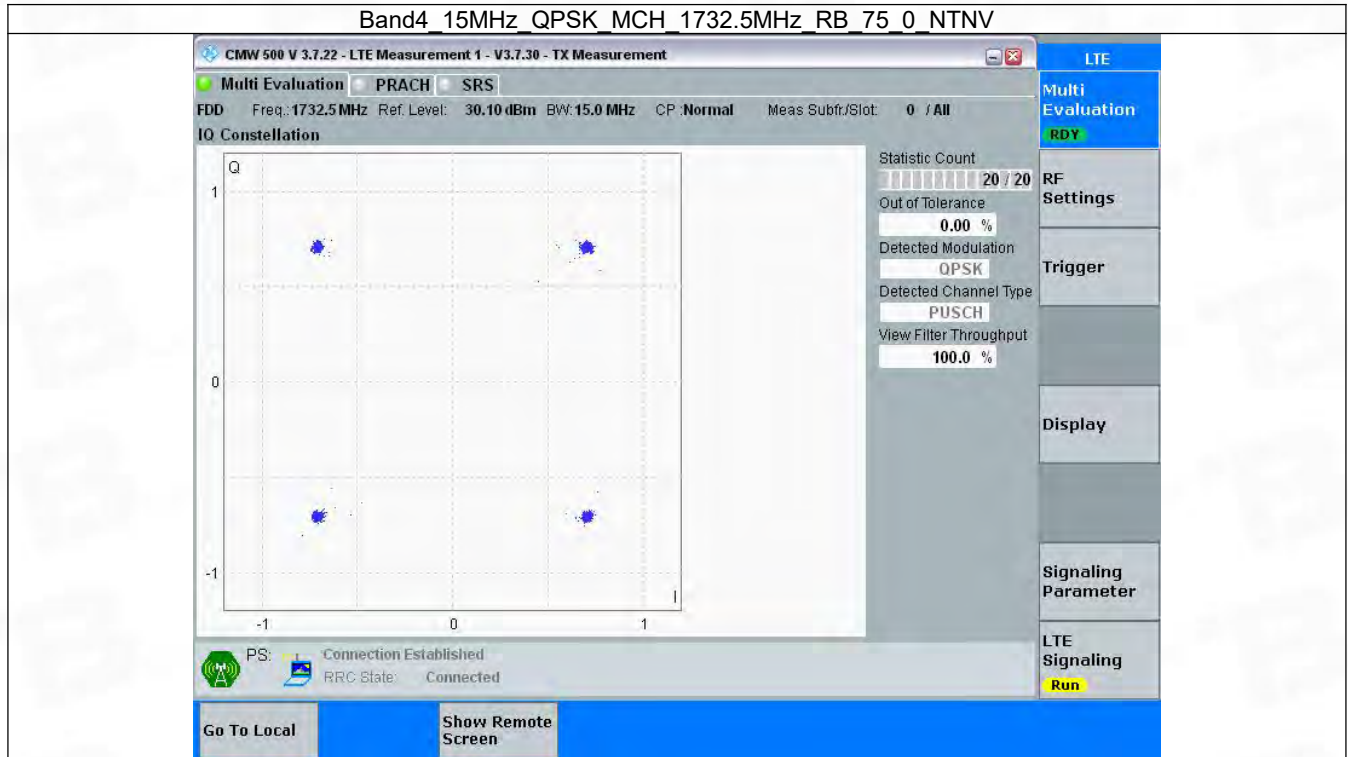 Band4_15MHz_QPSK_MCH_1732.5MHz_RB_75_0_NTNV
CMW 500 V 3.7.22 - LTE Measurement 1 - V3.7.30 - TX Measurement
LTE
Multi Evaluation PRACH SRS
FDD Freq.:1732.5 MHz Ref. Level: 30.10 dBm BW:15.0 MHz CP :Normal Meas Subfr./Slot: 0 / All
IQ Constellation
Q
1
0
-1
I
-1 0 1
Statistic Count
20 / 20
Out of Tolerance
0.00 %
Detected Modulation
QPSK
Detected Channel Type
PUSCH
View Filter Throughput
100.0 %
Multi
Evaluation
RDY
RF
Settings
Trigger
Display
Signaling
Parameter
LTE
Signaling
Run
PS: Connection Established
RRC State: Connected
Go To Local
Show Remote
Screen